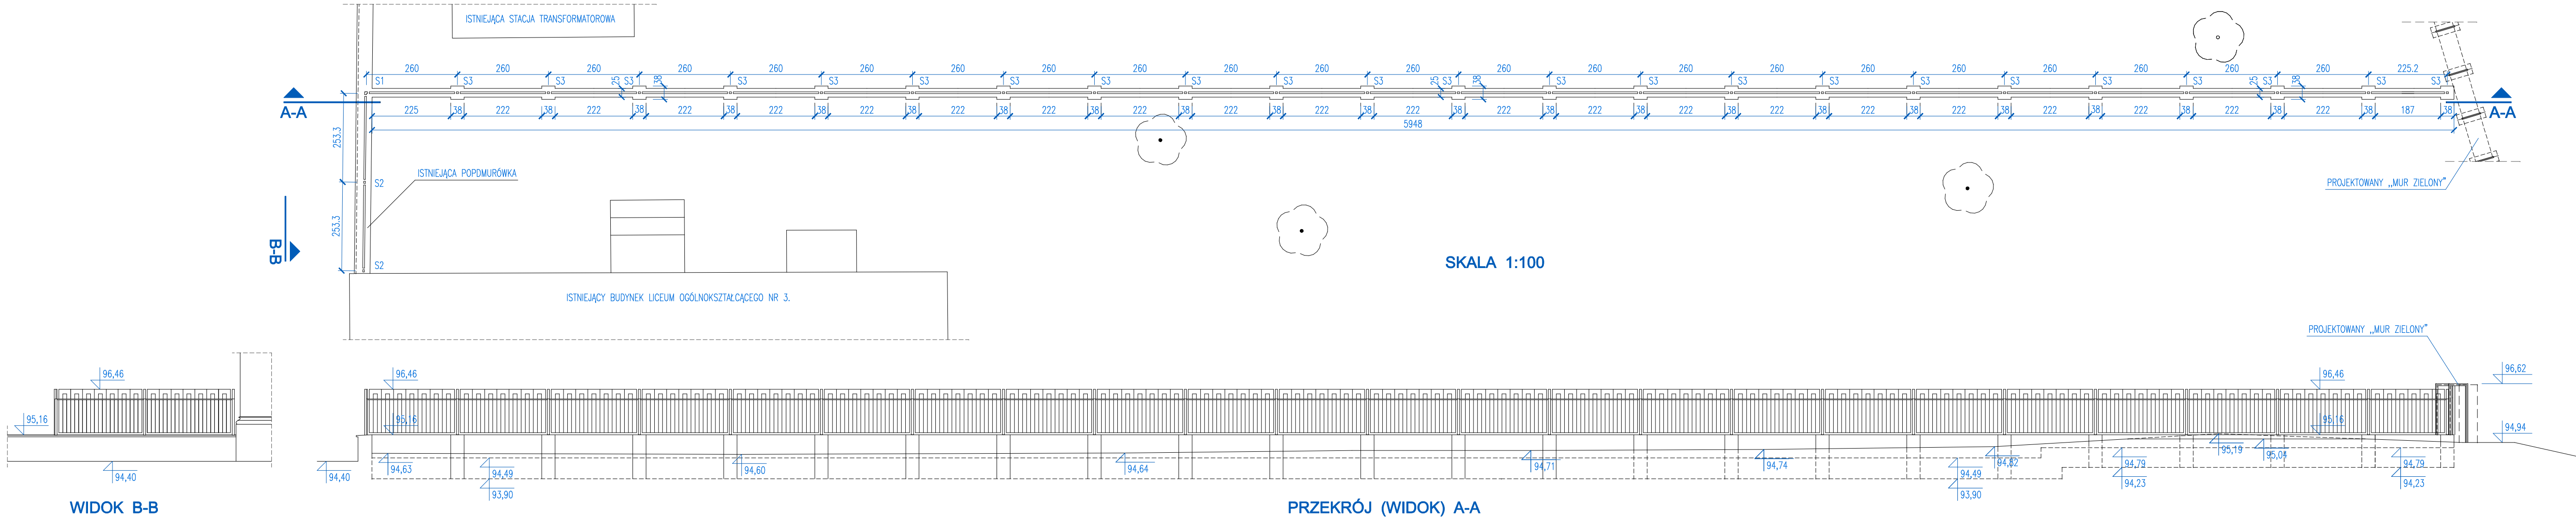 ISTNIEJĄCA STACJA TRANSFORMATOROWA
260 260 260 260 260 260 260 260 260 260 260 260 260 260 260 260 260 260 260 260 260 260 225.2
S1 S3 S3 25 S3 38 S3 S3 S3 S3 S3 S3 S3 S3 25 S3 38 S3 S3 S3 S3 S3 S3 S3 S3 25 S3 38 S3 S3
A-A
225 38 222 38 222 38 222 38 222 38 222 38 222 38 222 38 222 38 222 38 222 38 222 38 222 38 222 38 222 38 222 38 222 38 222 38 222 38 222 38 222 38 222 38 187 38
A-A
5948
253.3
ISTNIEJĄCA POPDMURÓWKA
S2
PROJEKTOWANY ,,MUR ZIELONY"
253.3
B-B
S2
SKALA 1:100
ISTNIEJĄCY BUDYNEK LICEUM OGÓLNOKSZTAŁCĄCEGO NR 3.
PROJEKTOWANY ,,MUR ZIELONY"
96,46
95,16
94,40
WIDOK B-B
96,46
95,16
94,40
94,63
94,49
93,90
94,60
94,64
94,71
94,74
94,82
94,49
93,90
94,79
94,23
95,19
95,04
96,46
95,16
94,79
94,23
96,62
94,94
PRZEKRÓJ (WIDOK) A-A